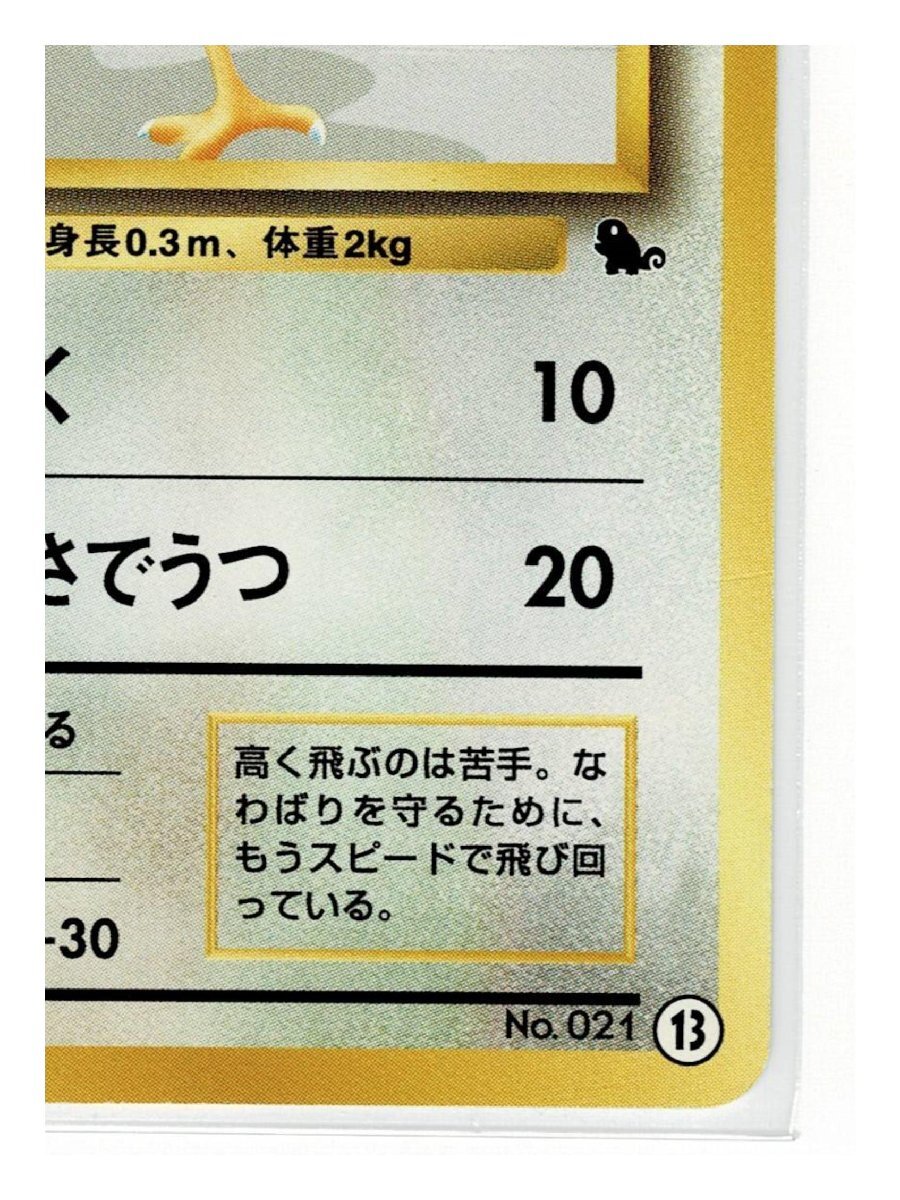 身長0.3m、体重2kg
く 10
さでうつ 20
る
高く飛ぶのは苦手。な
わばりを守るために、
もうスピードで飛び回
っている。
-30
No. 021 13